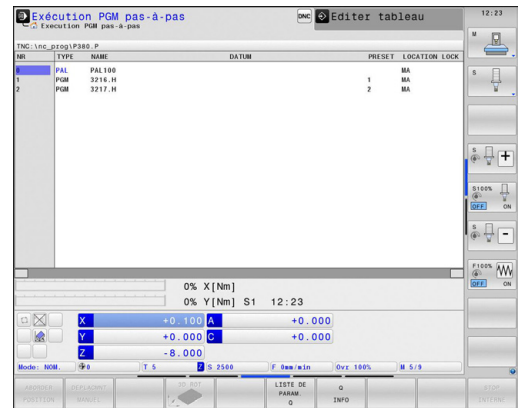 Exécution PGM pas-à-pas
Execution PGM pas-à-pas
DNC
Editer tableau
12:23
TNC:\nc_prog\P380.P
NR TYPE NAME DATUM PRESET LOCATION LOCK
0 PAL PAL100 MA
1 PGM 3216.H 1 MA
2 PGM 3217.H 2 MA
M
S
S
S100%
OFF ON
S
F100%
OFF ON
0% X[Nm]
0% Y[Nm] S1 12:23
X +0.100 A +0.000
Y +0.000 C +0.000
Z -8.000
Mode: NOM. 0 T 5 Z S 2500 F 0mm/min Ovr 100% M 5/9
ABORDER POSITION
DEPLACMNT MANUEL
3D ROT
LISTE DE PARAM. Q
Q INFO
STOP INTERNE